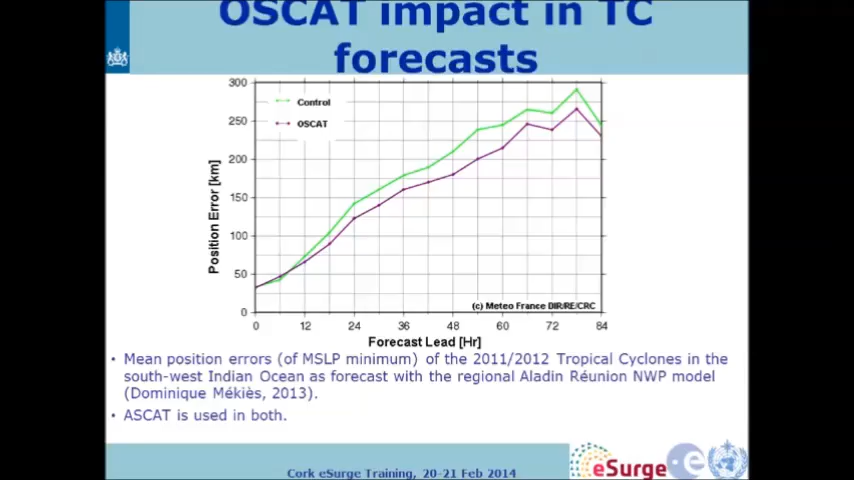 OSCAT impact in TC
forecasts
300
Control
250
OSCAT
200
150
100
50
0
Position Error [km]
(c) Meteo France DIR/RE/CRC
0 12 24 36 48 60 72 84
Forecast Lead [Hr]
• Mean position errors (of MSLP minimum) of the 2011/2012 Tropical Cyclones in the
south-west Indian Ocean as forecast with the regional Aladin Réunion NWP model
(Dominique Mékiès, 2013).
• ASCAT is used in both.
Cork eSurge Training, 20-21 Feb 2014
eSurge